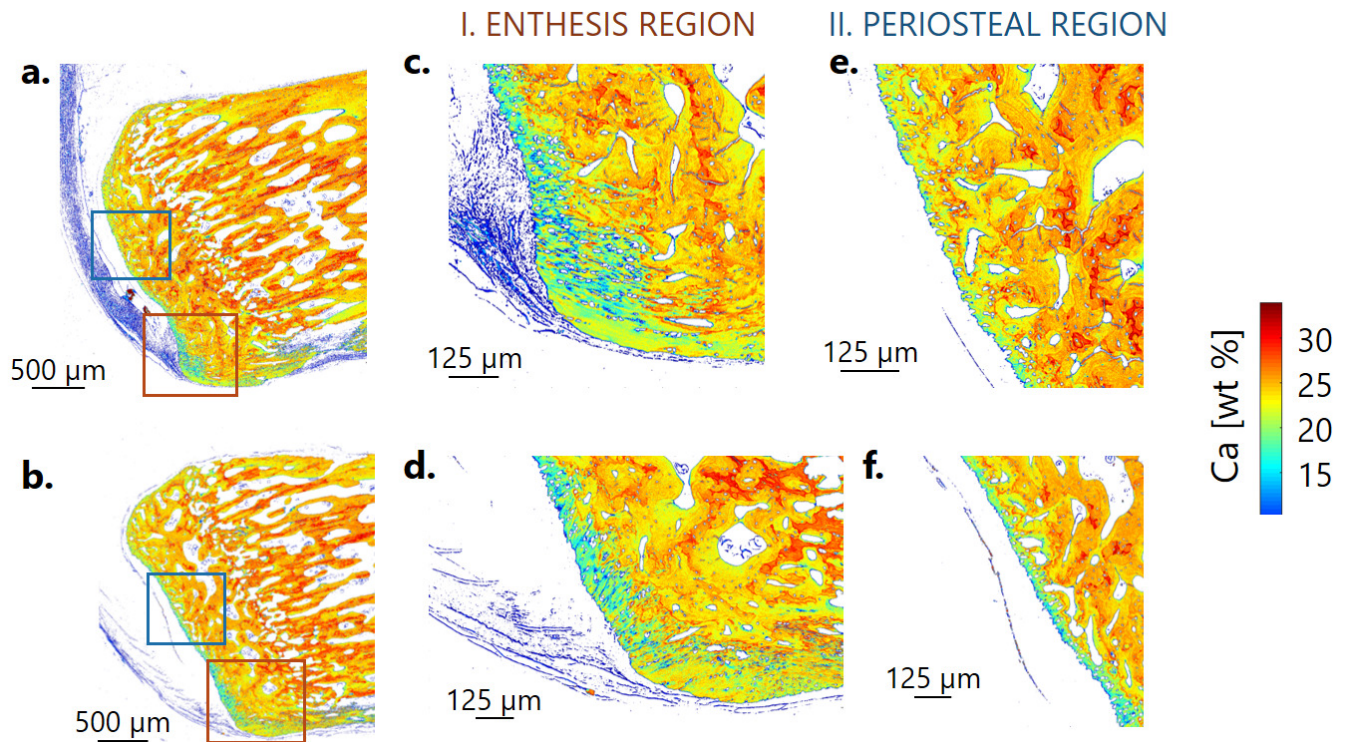 I. ENTHESIS REGION
II. PERIOSTEAL REGION
a.
500 µm
c.
125 µm
e.
125 µm
b.
500 µm
d.
125 µm
f.
125 µm
Ca [wt %]
30
25
20
15